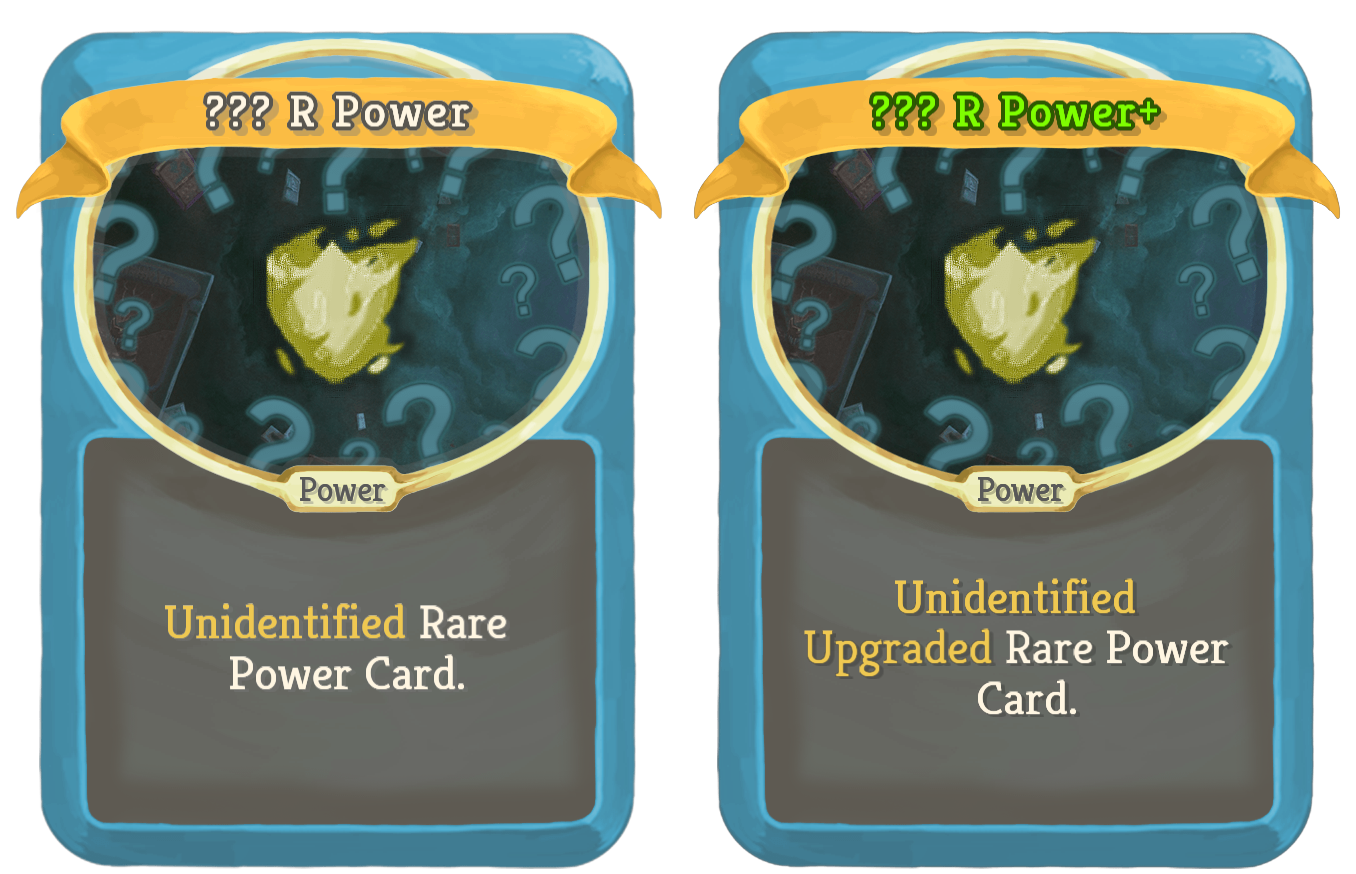 ??? R Power
Power
Unidentified Rare
Power Card.
??? R Power+
Power
Unidentified
Upgraded Rare Power
Card.